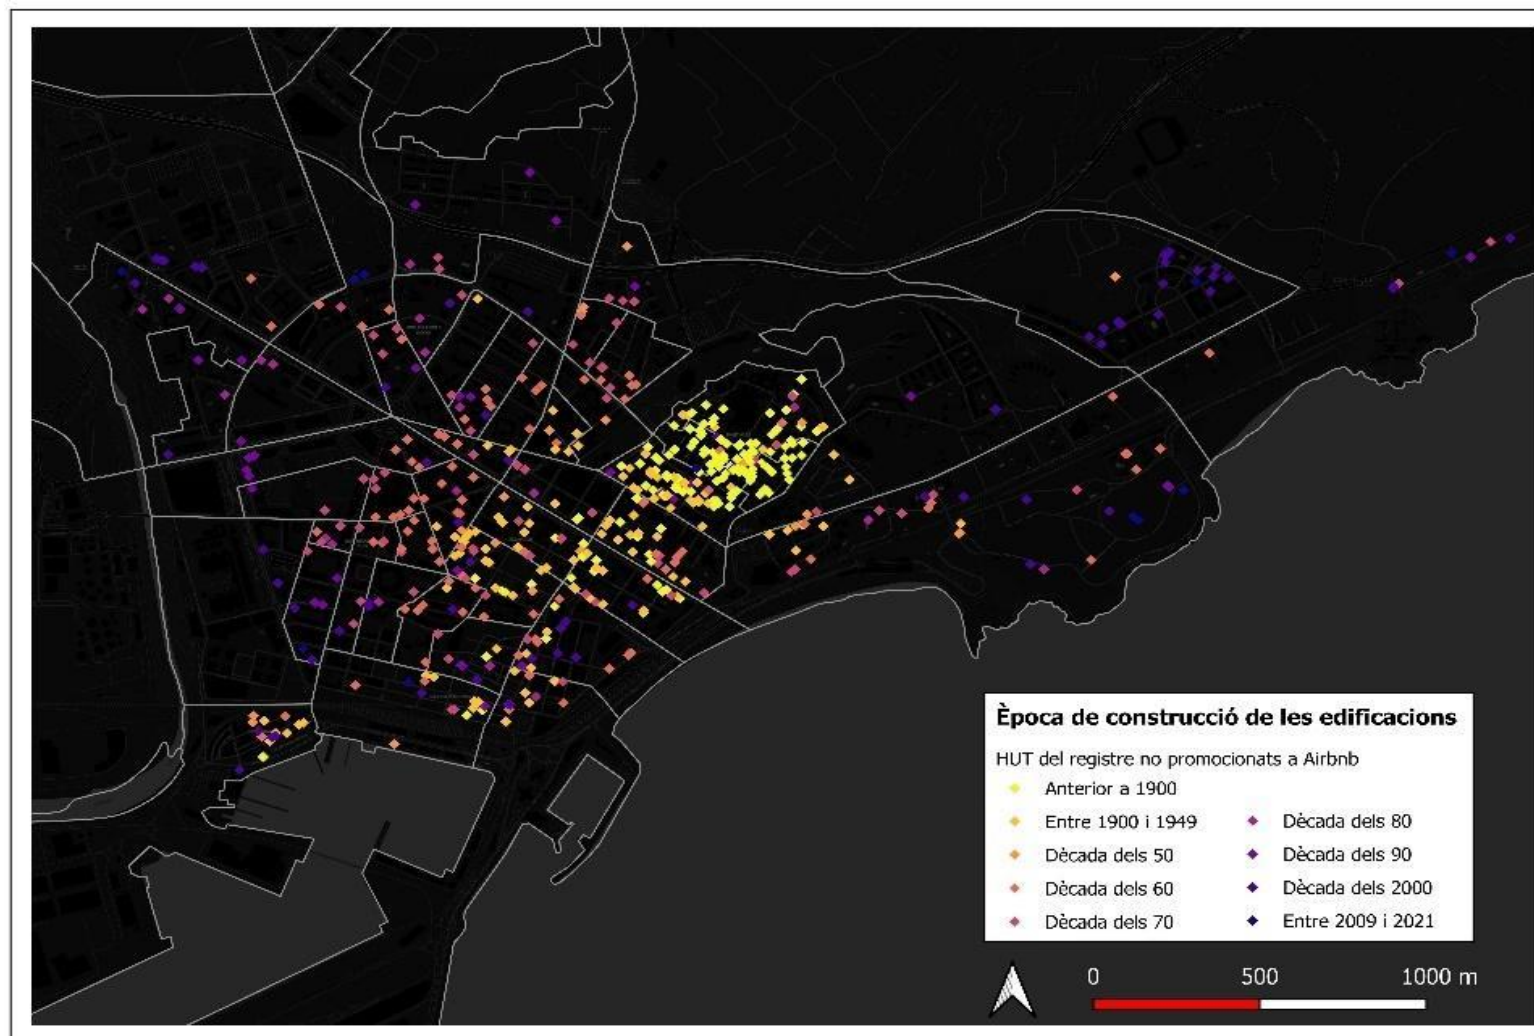 Època de construcció de les edificacions
HUT del registre no promocionats a Airbnb
Anterior a 1900
Entre 1900 i 1949
Dècada dels 50
Dècada dels 60
Dècada dels 70
Dècada dels 80
Dècada dels 90
Dècada dels 2000
Entre 2009 i 2021
0 500 1000 m